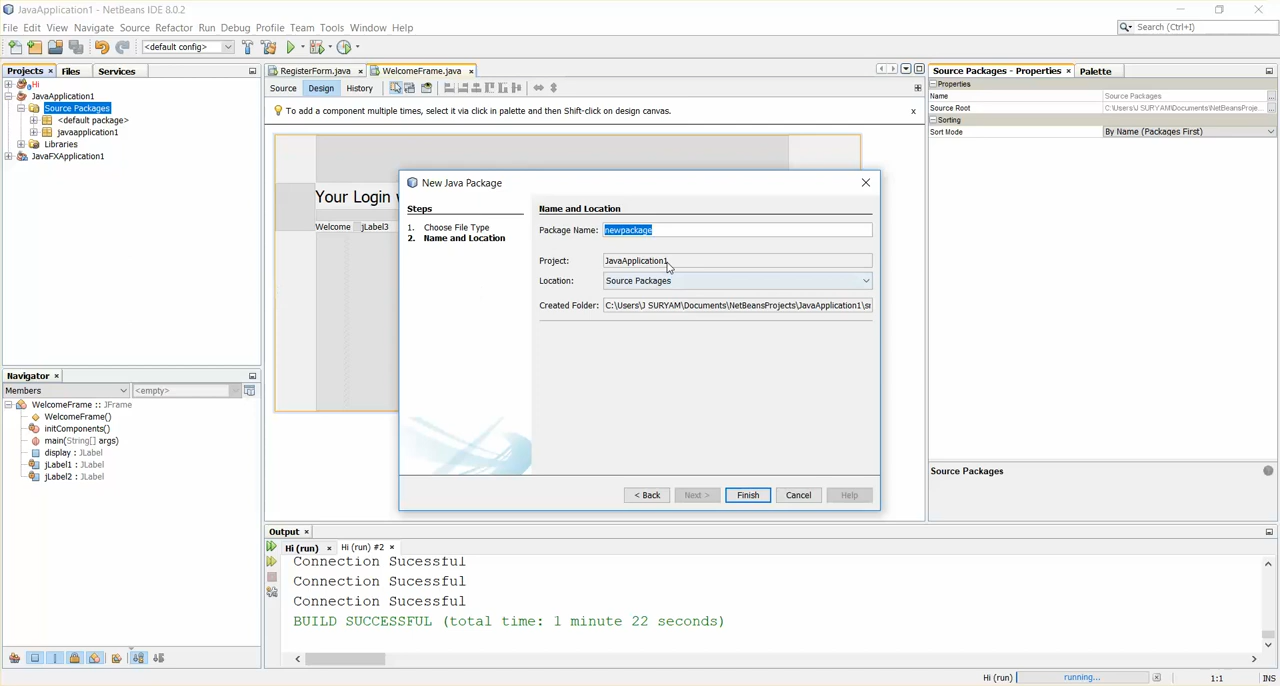 JavaApplication1 - NetBeans IDE 8.0.2
File Edit View Navigate Source Refactor Run Debug Profile Team Tools Window Help
Search (Ctrl+I)
<default config>
Projects Files Services
Hi
JavaApplication1
Source Packages
<default package>
javaapplication1
Libraries
JavaFXApplication1
RegisterForm.java WelcomeFrame.java
Source Design History
To add a component multiple times, select it via click in palette and then Shift-click on design canvas.
Your Login
Welcome jLabel3
New Java Package
Steps
1. Choose File Type
2. Name and Location
Name and Location
Package Name: newpackage
Project: JavaApplication1
Location: Source Packages
Created Folder: C:\Users\J SURYAM\Documents\NetBeansProjects\JavaApplication1\
< Back Next > Finish Cancel Help
Source Packages - Properties Palette
Properties
Name Source Packages
Source Root C:\Users\J SURYAM\Documents\NetBeansProje...
Sorting
Sort Mode By Name (Packages First)
Source Packages
Navigator
Members <empty>
WelcomeFrame :: JFrame
WelcomeFrame()
initComponents()
main(String[] args)
display : JLabel
jLabel1 : JLabel
jLabel2 : JLabel
Output
Hi (run) Hi (run) #2
Connection Sucessful
Connection Sucessful
Connection Sucessful
BUILD SUCCESSFUL (total time: 1 minute 22 seconds)
Hi (run) running... 1:1 INS